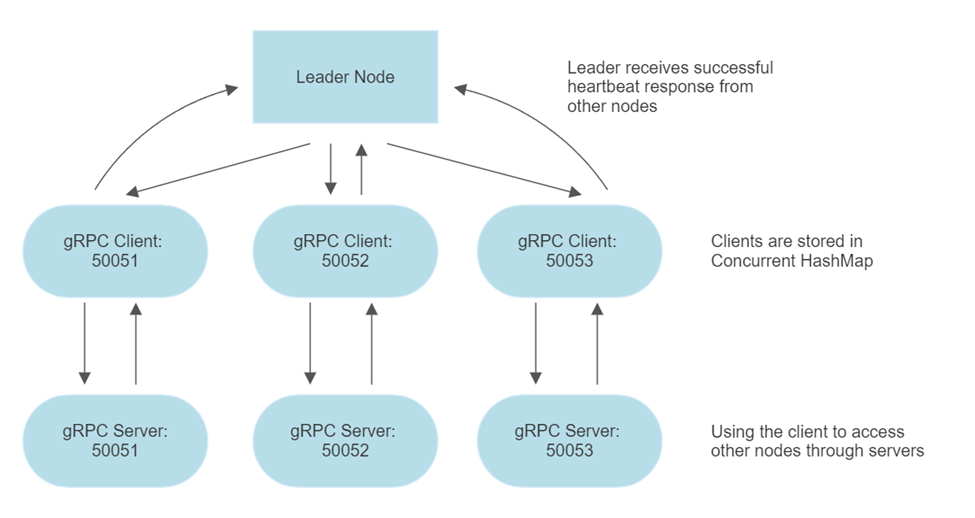 Leader Node
Leader receives successful
heartbeat response from
other nodes
gRPC Client:
50051
gRPC Client:
50052
gRPC Client:
50053
Clients are stored in
Concurrent HashMap
gRPC Server:
50051
gRPC Server:
50052
gRPC Server:
50053
Using the client to access
other nodes through servers